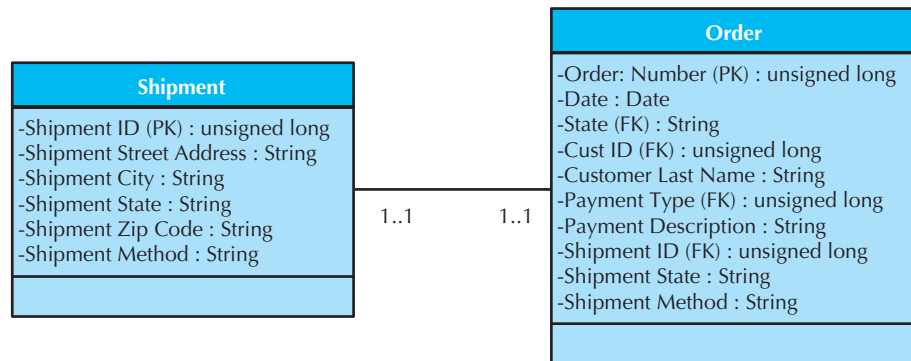 Shipment
-Shipment ID (PK) : unsigned long
-Shipment Street Address : String
-Shipment City : String
-Shipment State : String
-Shipment Zip Code : String
-Shipment Method : String
1..1
1..1
Order
-Order: Number (PK) : unsigned long
-Date : Date
-State (FK) : String
-Cust ID (FK) : unsigned long
-Customer Last Name : String
-Payment Type (FK) : unsigned long
-Payment Description : String
-Shipment ID (FK) : unsigned long
-Shipment State : String
-Shipment Method : String